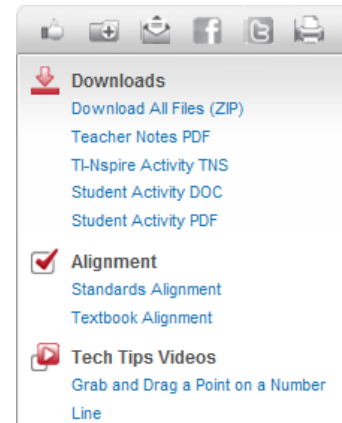 Downloads
Download All Files (ZIP)
Teacher Notes PDF
TI-Nspire Activity TNS
Student Activity DOC
Student Activity PDF
Alignment
Standards Alignment
Textbook Alignment
Tech Tips Videos
Grab and Drag a Point on a Number
Line